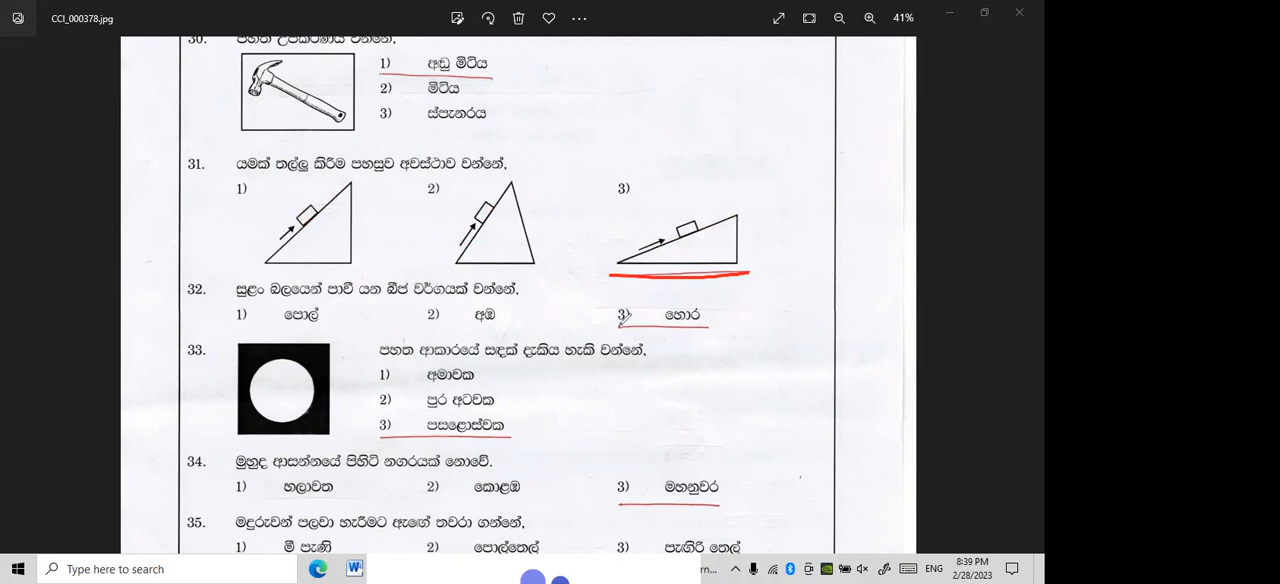 CCI_000378.jpg
41%
30. පහත උපකරණය වන්නේ,
1) අඬු මිටිය
2) මිටිය
3) ස්පැනරය
31. යමක් තල්ලු කිරීම පහසුව අවස්ථාව වන්නේ,
1) 2) 3)
32. සුළං බලයෙන් පාවී යන බීජ වර්ගයක් වන්නේ,
1) පොල් 2) අඹ 3) හොර
33. පහත ආකාරයේ සඳක් දැකිය හැකි වන්නේ,
1) අමාවක
2) පුර අටවක
3) පසළොස්වක
34. මුහුද ආසන්නයේ පිහිටි නගරයක් නොවේ.
1) හලාවත 2) කොළඹ 3) මහනුවර
35. මදුරුවන් පලවා හැරීමට ඇඟේ තවරා ගන්නේ,
1) මී පැණි 2) පොල්තෙල් 3) පැඟිරි තෙල්
Type here to search
ENG
8:39 PM
2/28/2023